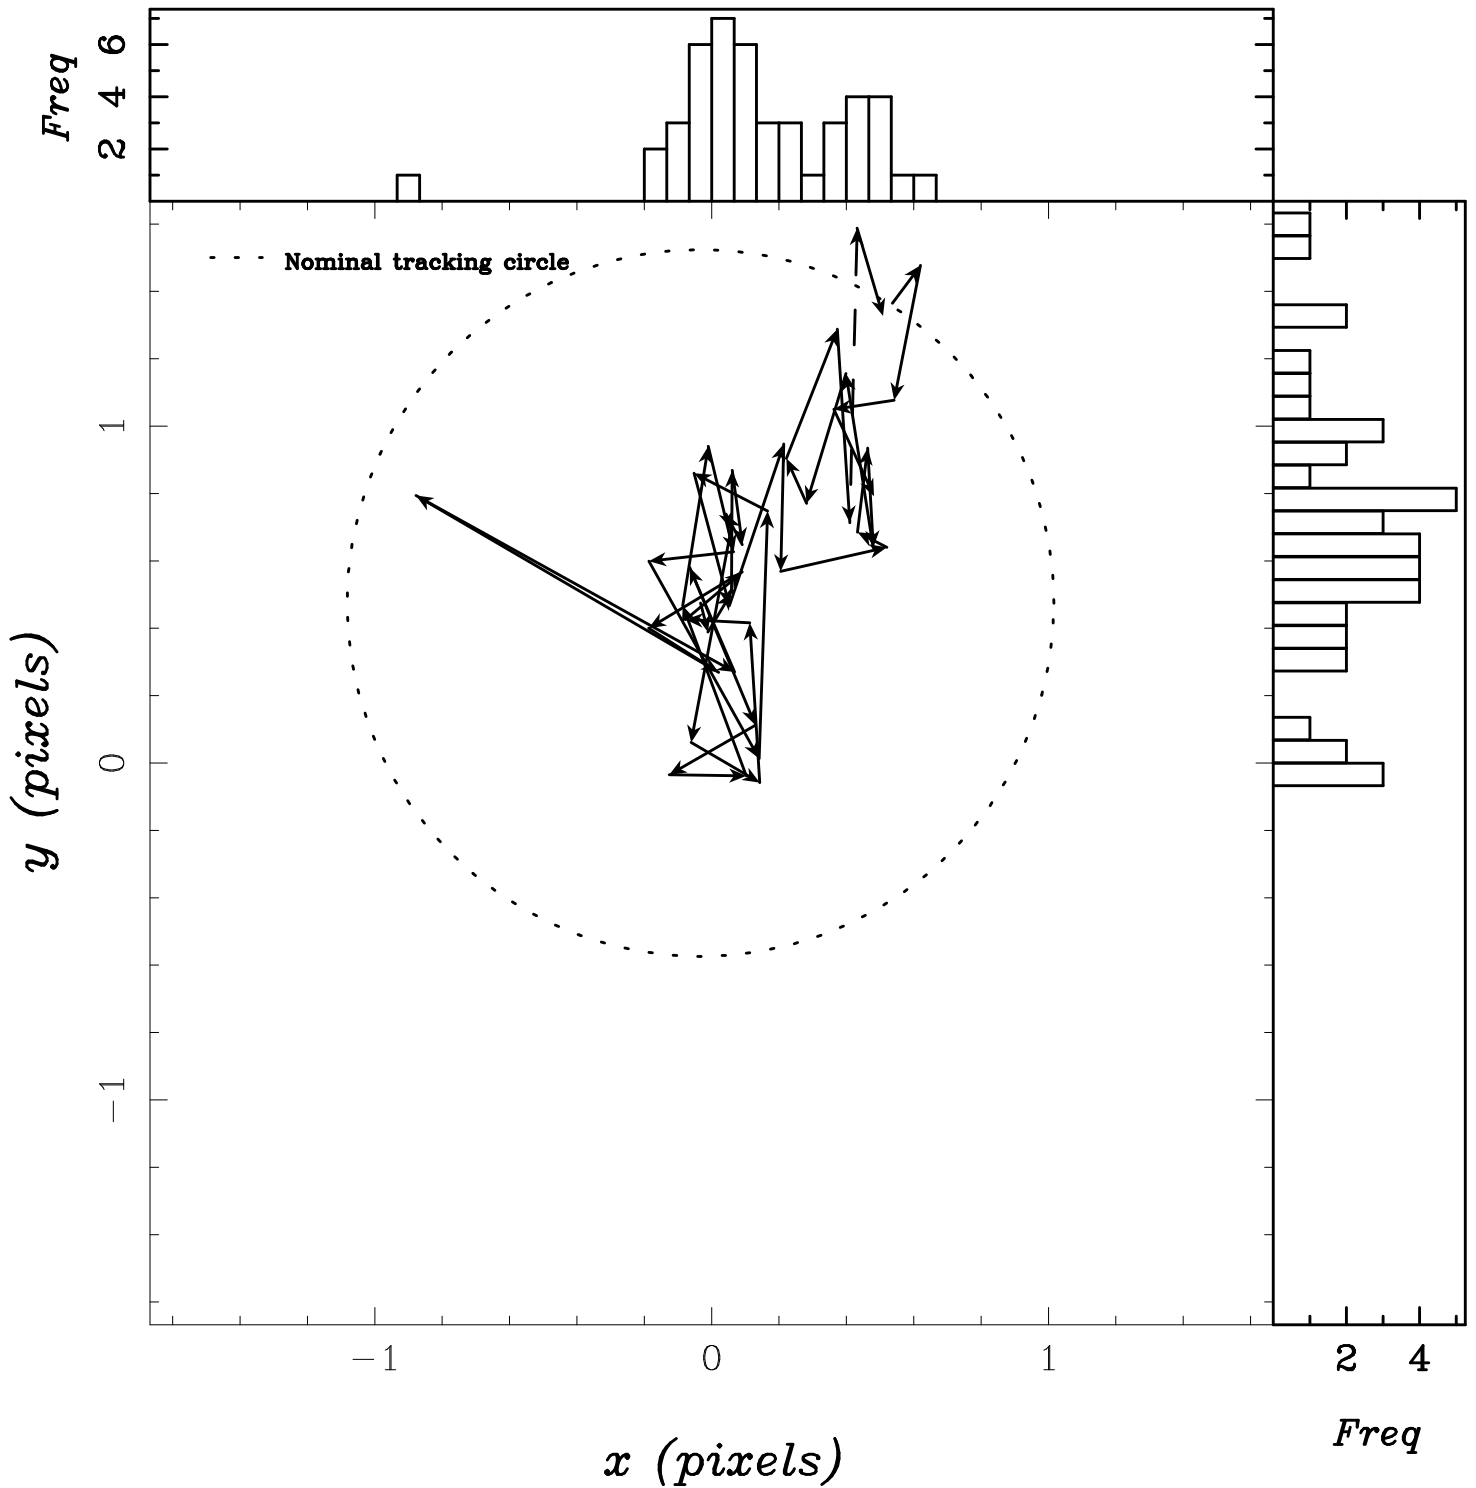 Freq
6
4
2
Nominal tracking circle
y (pixels)
1
0
−1
−1 0 1
2 4
Freq
x (pixels)